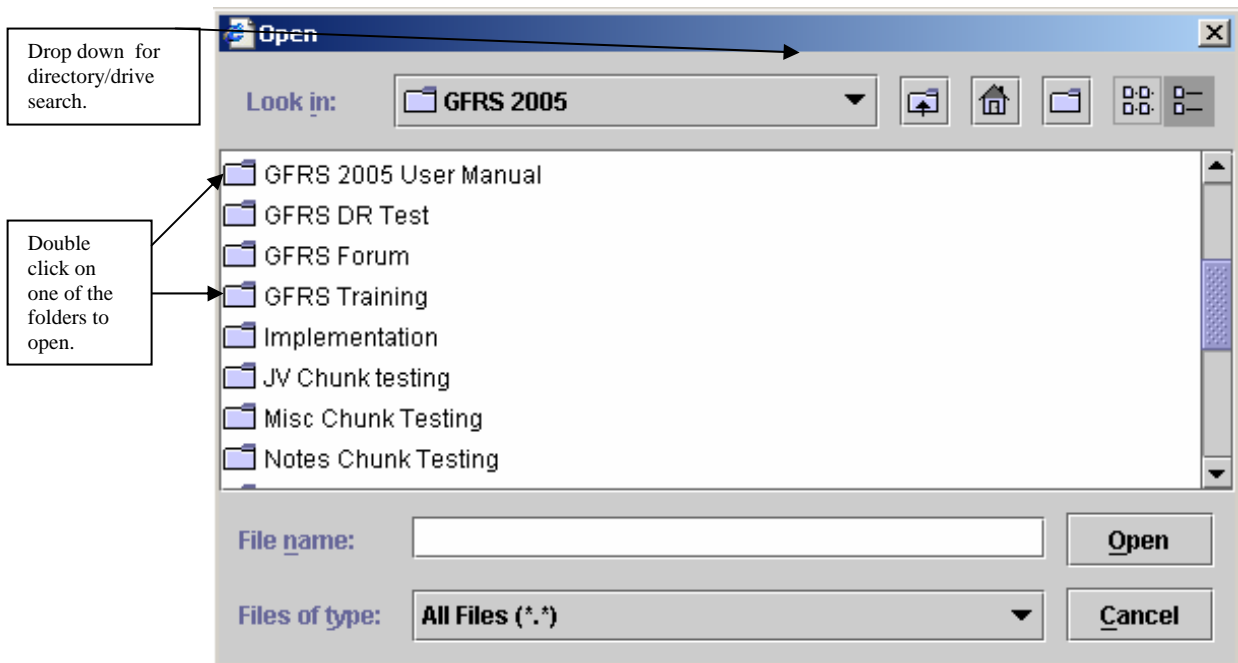 Drop down for
directory/drive
search.
Open
Look in:
GFRS 2005
GFRS 2005 User Manual
GFRS DR Test
GFRS Forum
GFRS Training
Implementation
JV Chunk testing
Misc Chunk Testing
Notes Chunk Testing
Double
click on
one of the
folders to
open.
File name:
Open
Files of type:
All Files (*.*)
Cancel